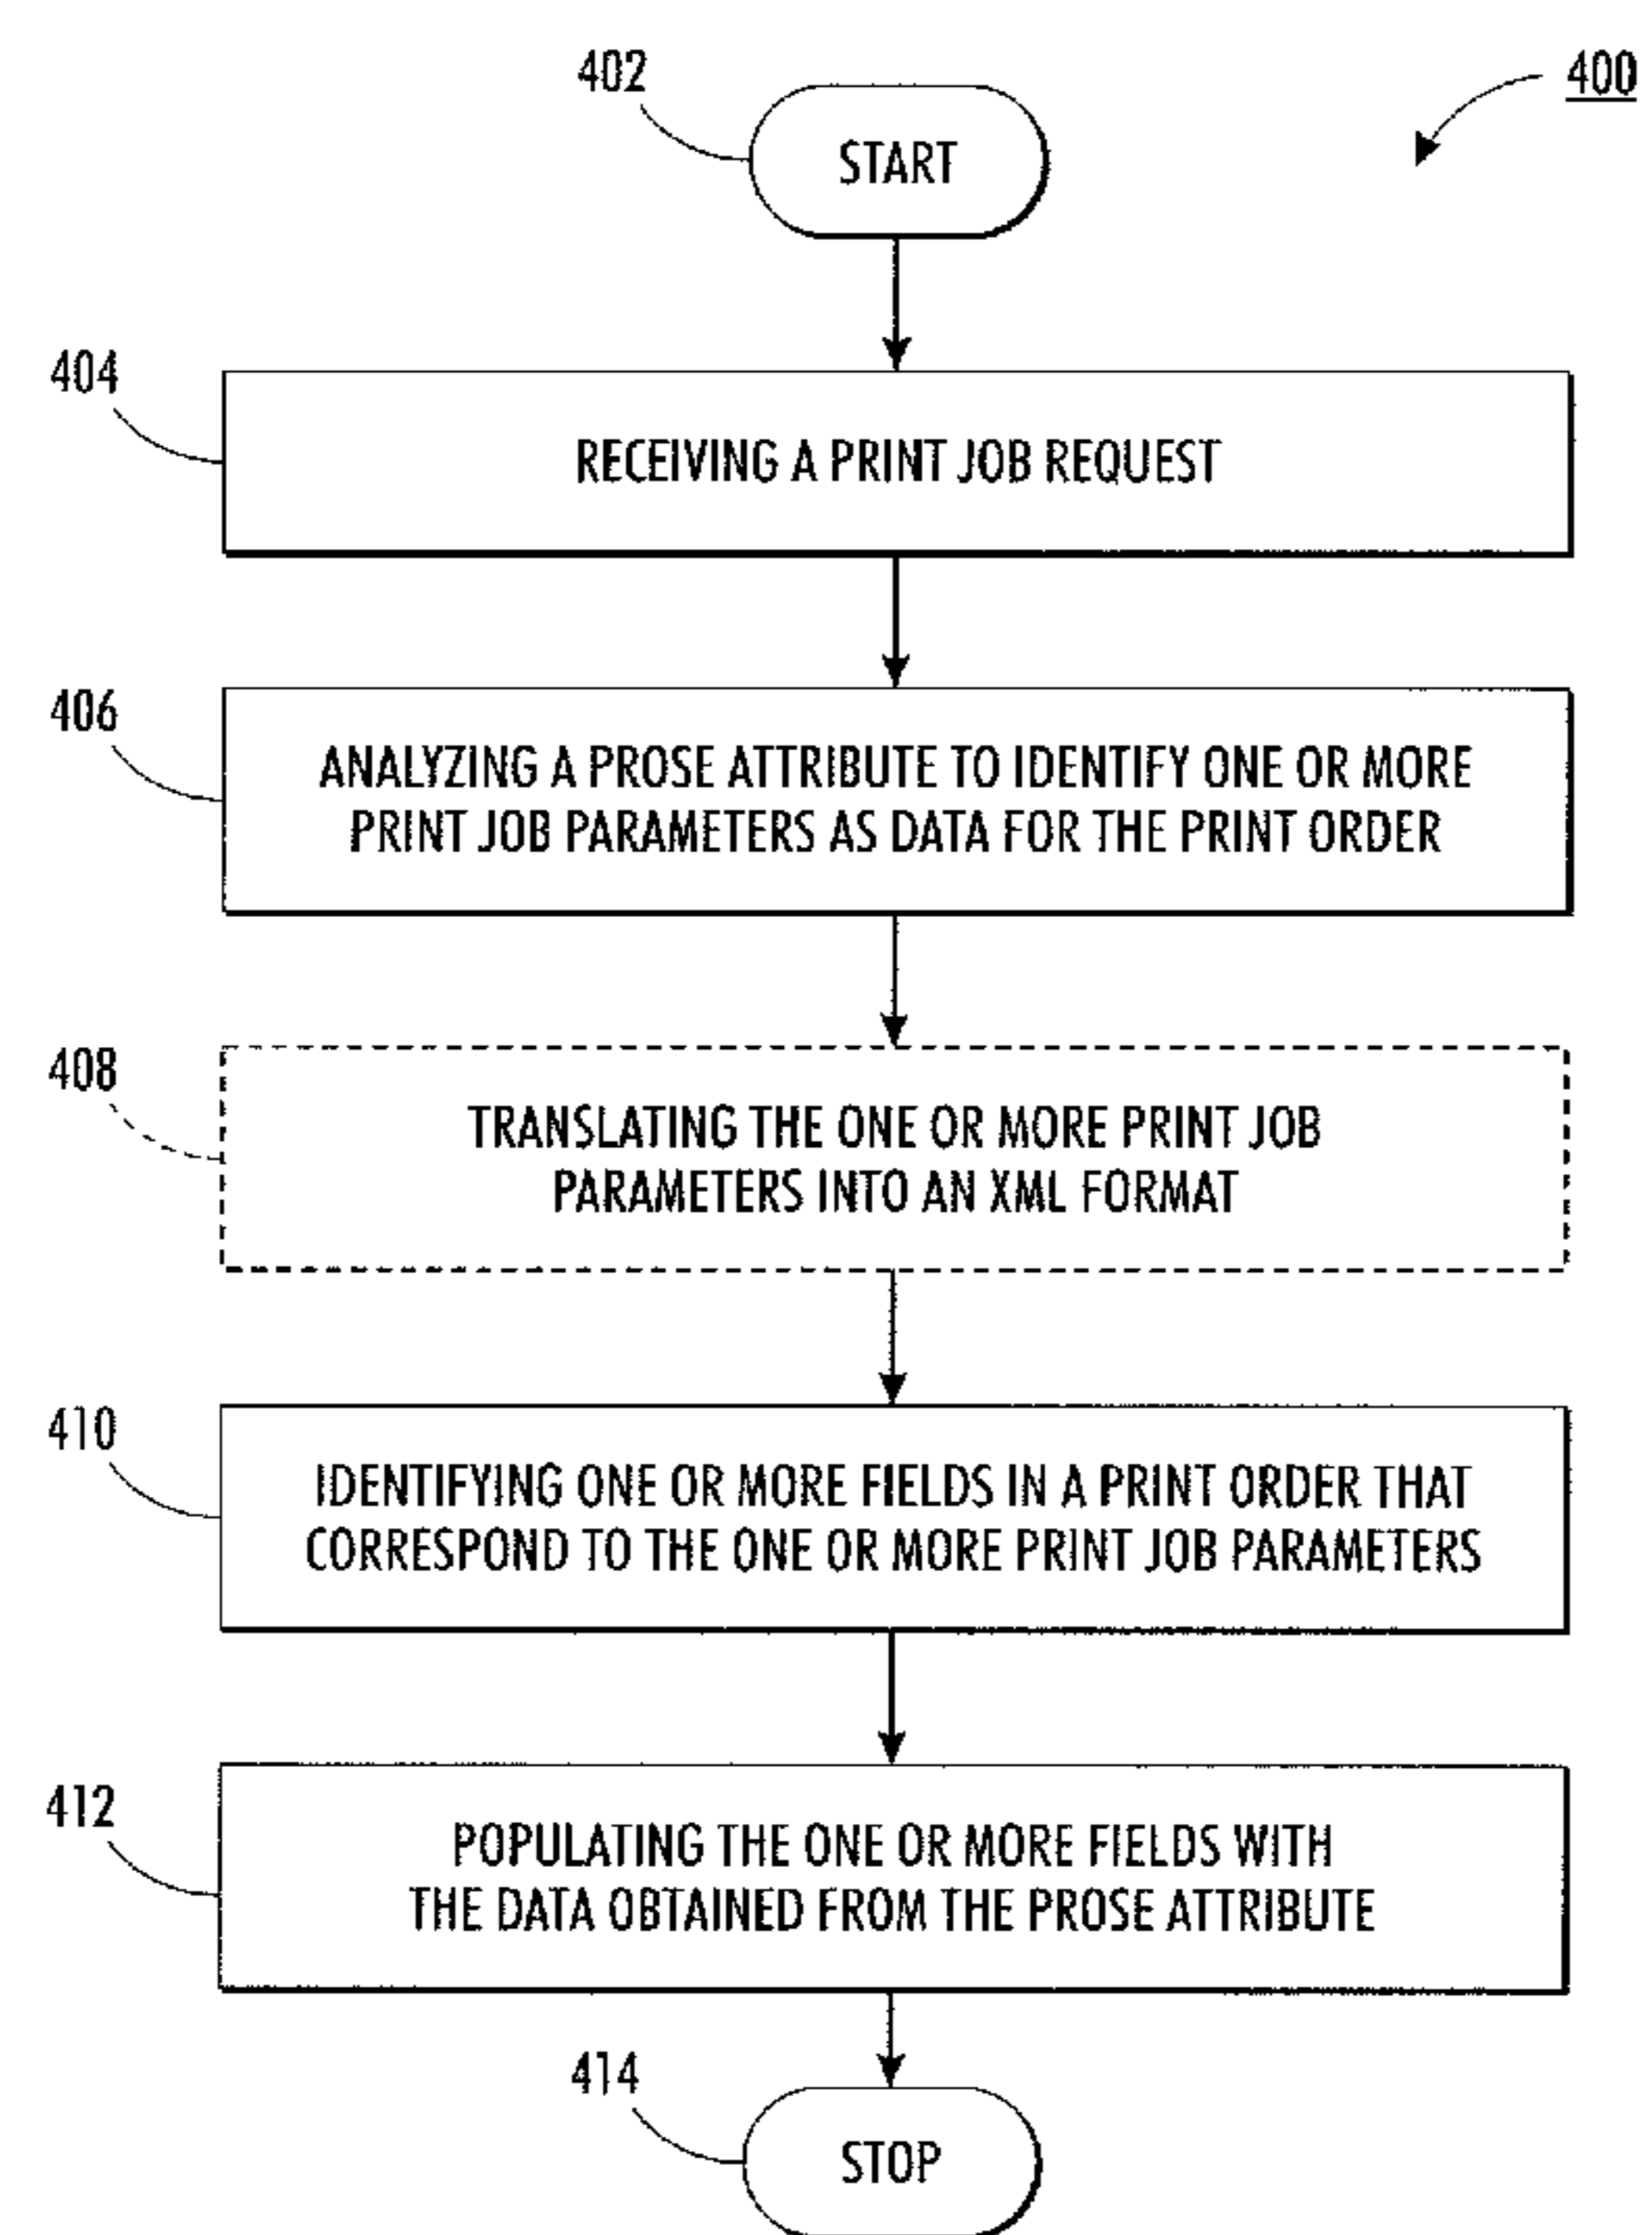 402
400
START
404
RECEIVING A PRINT JOB REQUEST
406
ANALYZING A PROSE ATTRIBUTE TO IDENTIFY ONE OR MORE
PRINT JOB PARAMETERS AS DATA FOR THE PRINT ORDER
408
TRANSLATING THE ONE OR MORE PRINT JOB
PARAMETERS INTO AN XML FORMAT
410
IDENTIFYING ONE OR MORE FIELDS IN A PRINT ORDER THAT
CORRESPOND TO THE ONE OR MORE PRINT JOB PARAMETERS
412
POPULATING THE ONE OR MORE FIELDS WITH
THE DATA OBTAINED FROM THE PROSE ATTRIBUTE
414
STOP